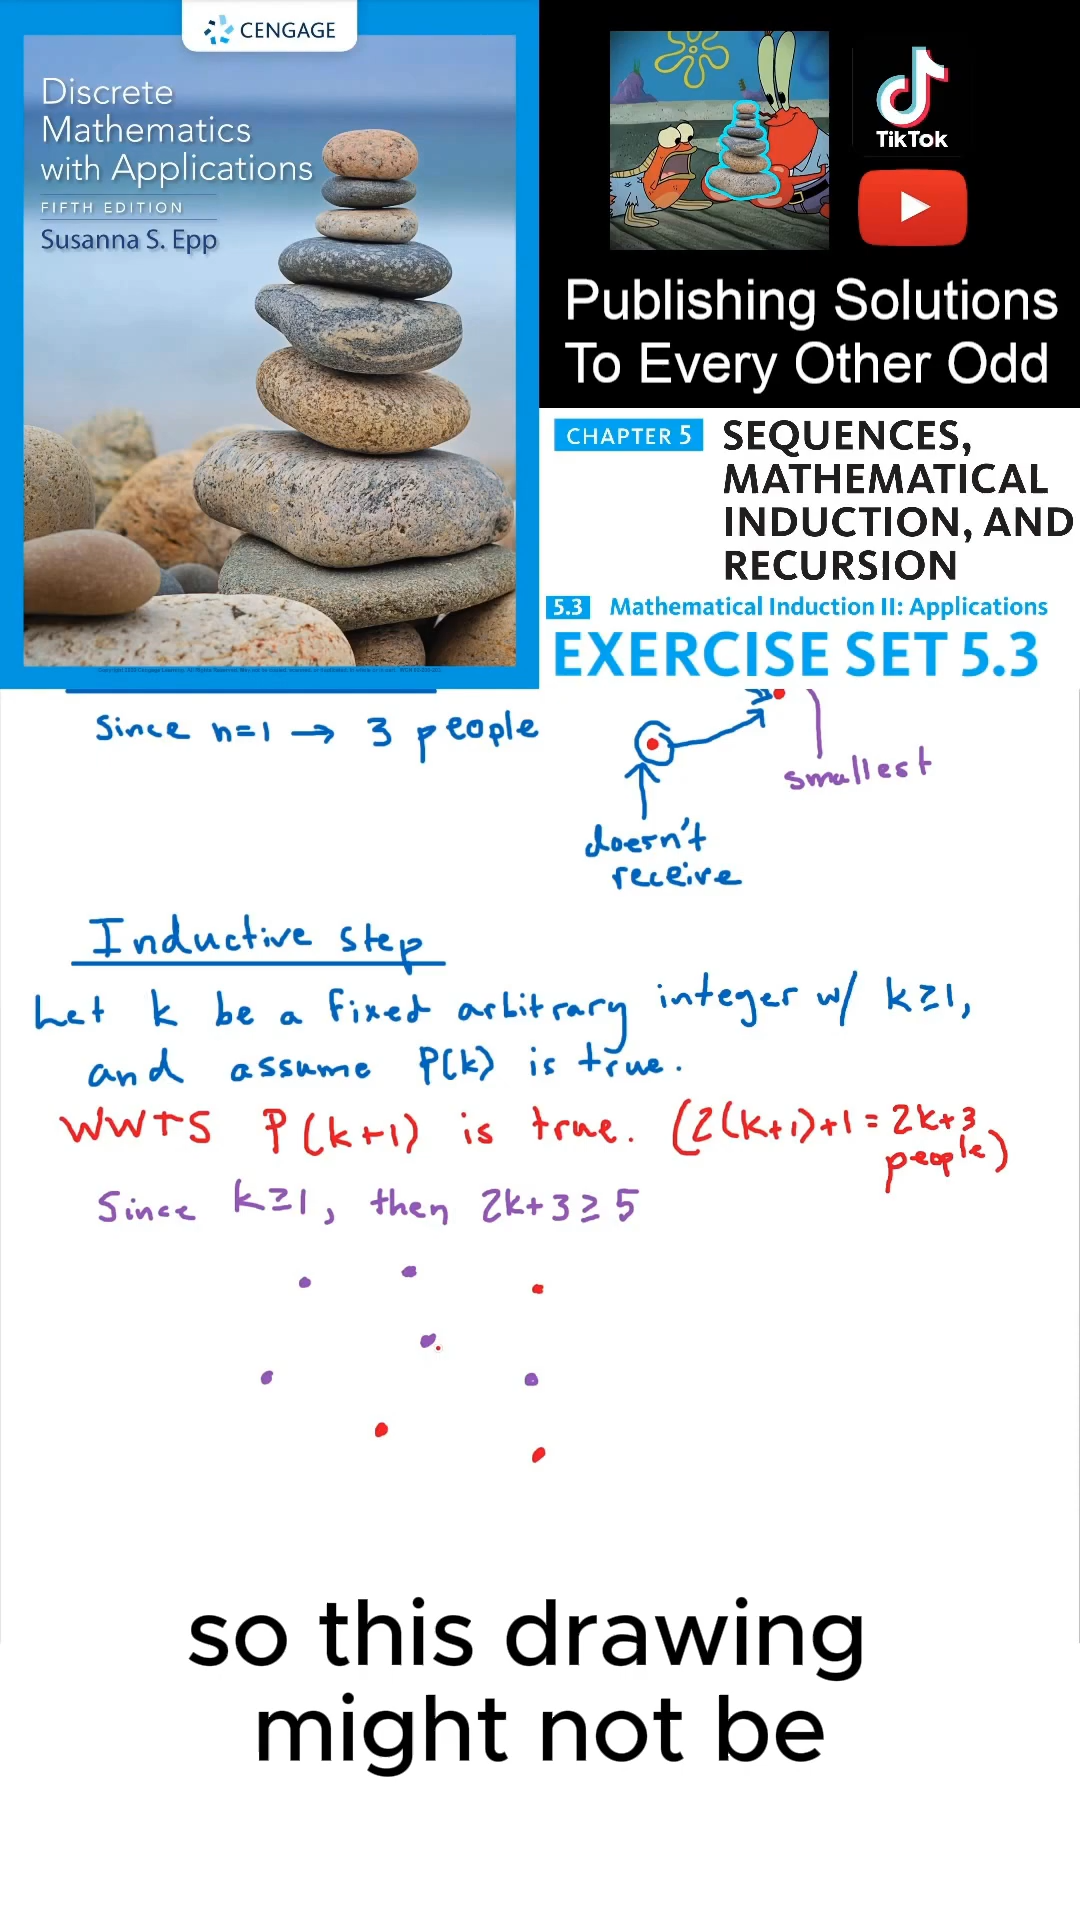 CENGAGE
Discrete
Mathematics
with Applications
FIFTH EDITION
Susanna S. Epp
TikTok
Publishing Solutions
To Every Other Odd
CHAPTER 5
SEQUENCES,
MATHEMATICAL
INDUCTION, AND
RECURSION
5.3 Mathematical Induction II: Applications
EXERCISE SET 5.3
Since n=1 → 3 people
smallest
doesn't
receive
Inductive step
Let k be a fixed arbitrary integer w/ k≥1,
and assume P(k) is true.
WWTS P(k+1) is true. (2(k+1)+1 = 2k+3
people)
Since k≥1, then 2k+3 ≥ 5
so this drawing
might not be